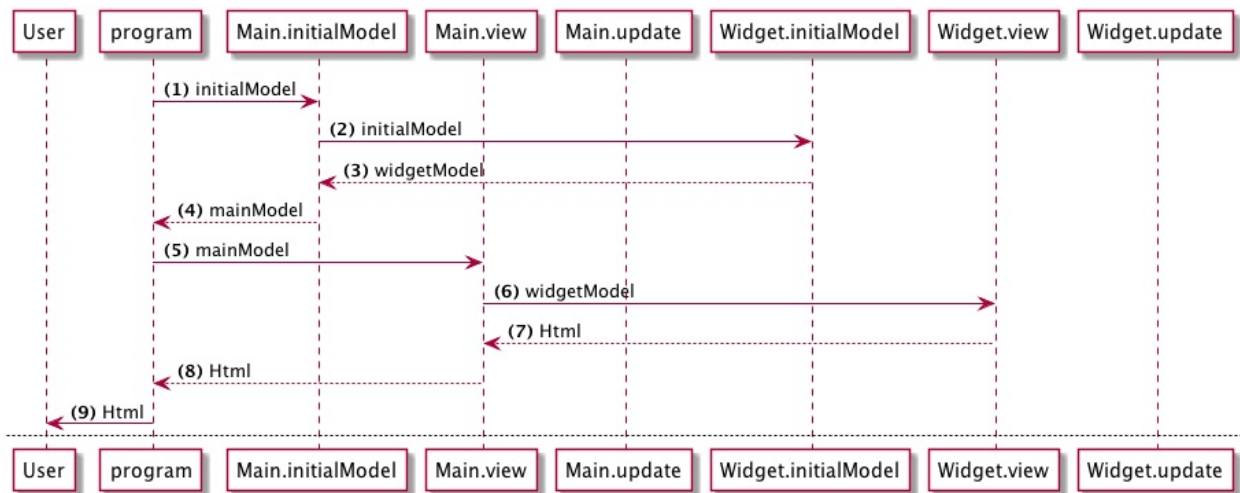 User program Main.initialModel Main.view Main.update Widget.initialModel Widget.view Widget.update
(1) initialModel
(2) initialModel
(3) widgetModel
(4) mainModel
(5) mainModel
(6) widgetModel
(7) Html
(8) Html
(9) Html
User program Main.initialModel Main.view Main.update Widget.initialModel Widget.view Widget.update